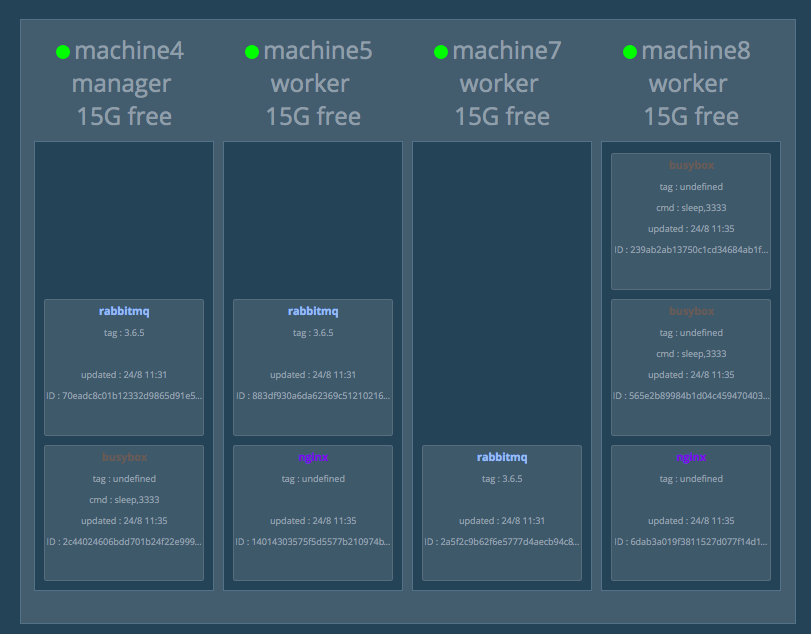 machine4
manager
15G free
rabbitmq
tag : 3.6.5
updated : 24/8 11:31
ID : 70eadc8c01b12332d9865d91e5...
busybox
tag : undefined
cmd : sleep,3333
updated : 24/8 11:35
ID : 2c44024606bdd701b24f22e999...
machine5
worker
15G free
rabbitmq
tag : 3.6.5
updated : 24/8 11:31
ID : 883df930a6da62369c51210216...
nginx
tag : undefined
updated : 24/8 11:35
ID : 14014303575f5d5577b210974b...
machine7
worker
15G free
rabbitmq
tag : 3.6.5
updated : 24/8 11:31
ID : 2a5f2c9b62f6e5777d4aecb94c8...
machine8
worker
15G free
busybox
tag : undefined
cmd : sleep,3333
updated : 24/8 11:35
ID : 239ab2ab13750c1cd34684ab1f...
busybox
tag : undefined
cmd : sleep,3333
updated : 24/8 11:35
ID : 565e2b89984b1d04c459470403...
nginx
tag : undefined
updated : 24/8 11:35
ID : 6dab3a019f3811527d077f14d1...